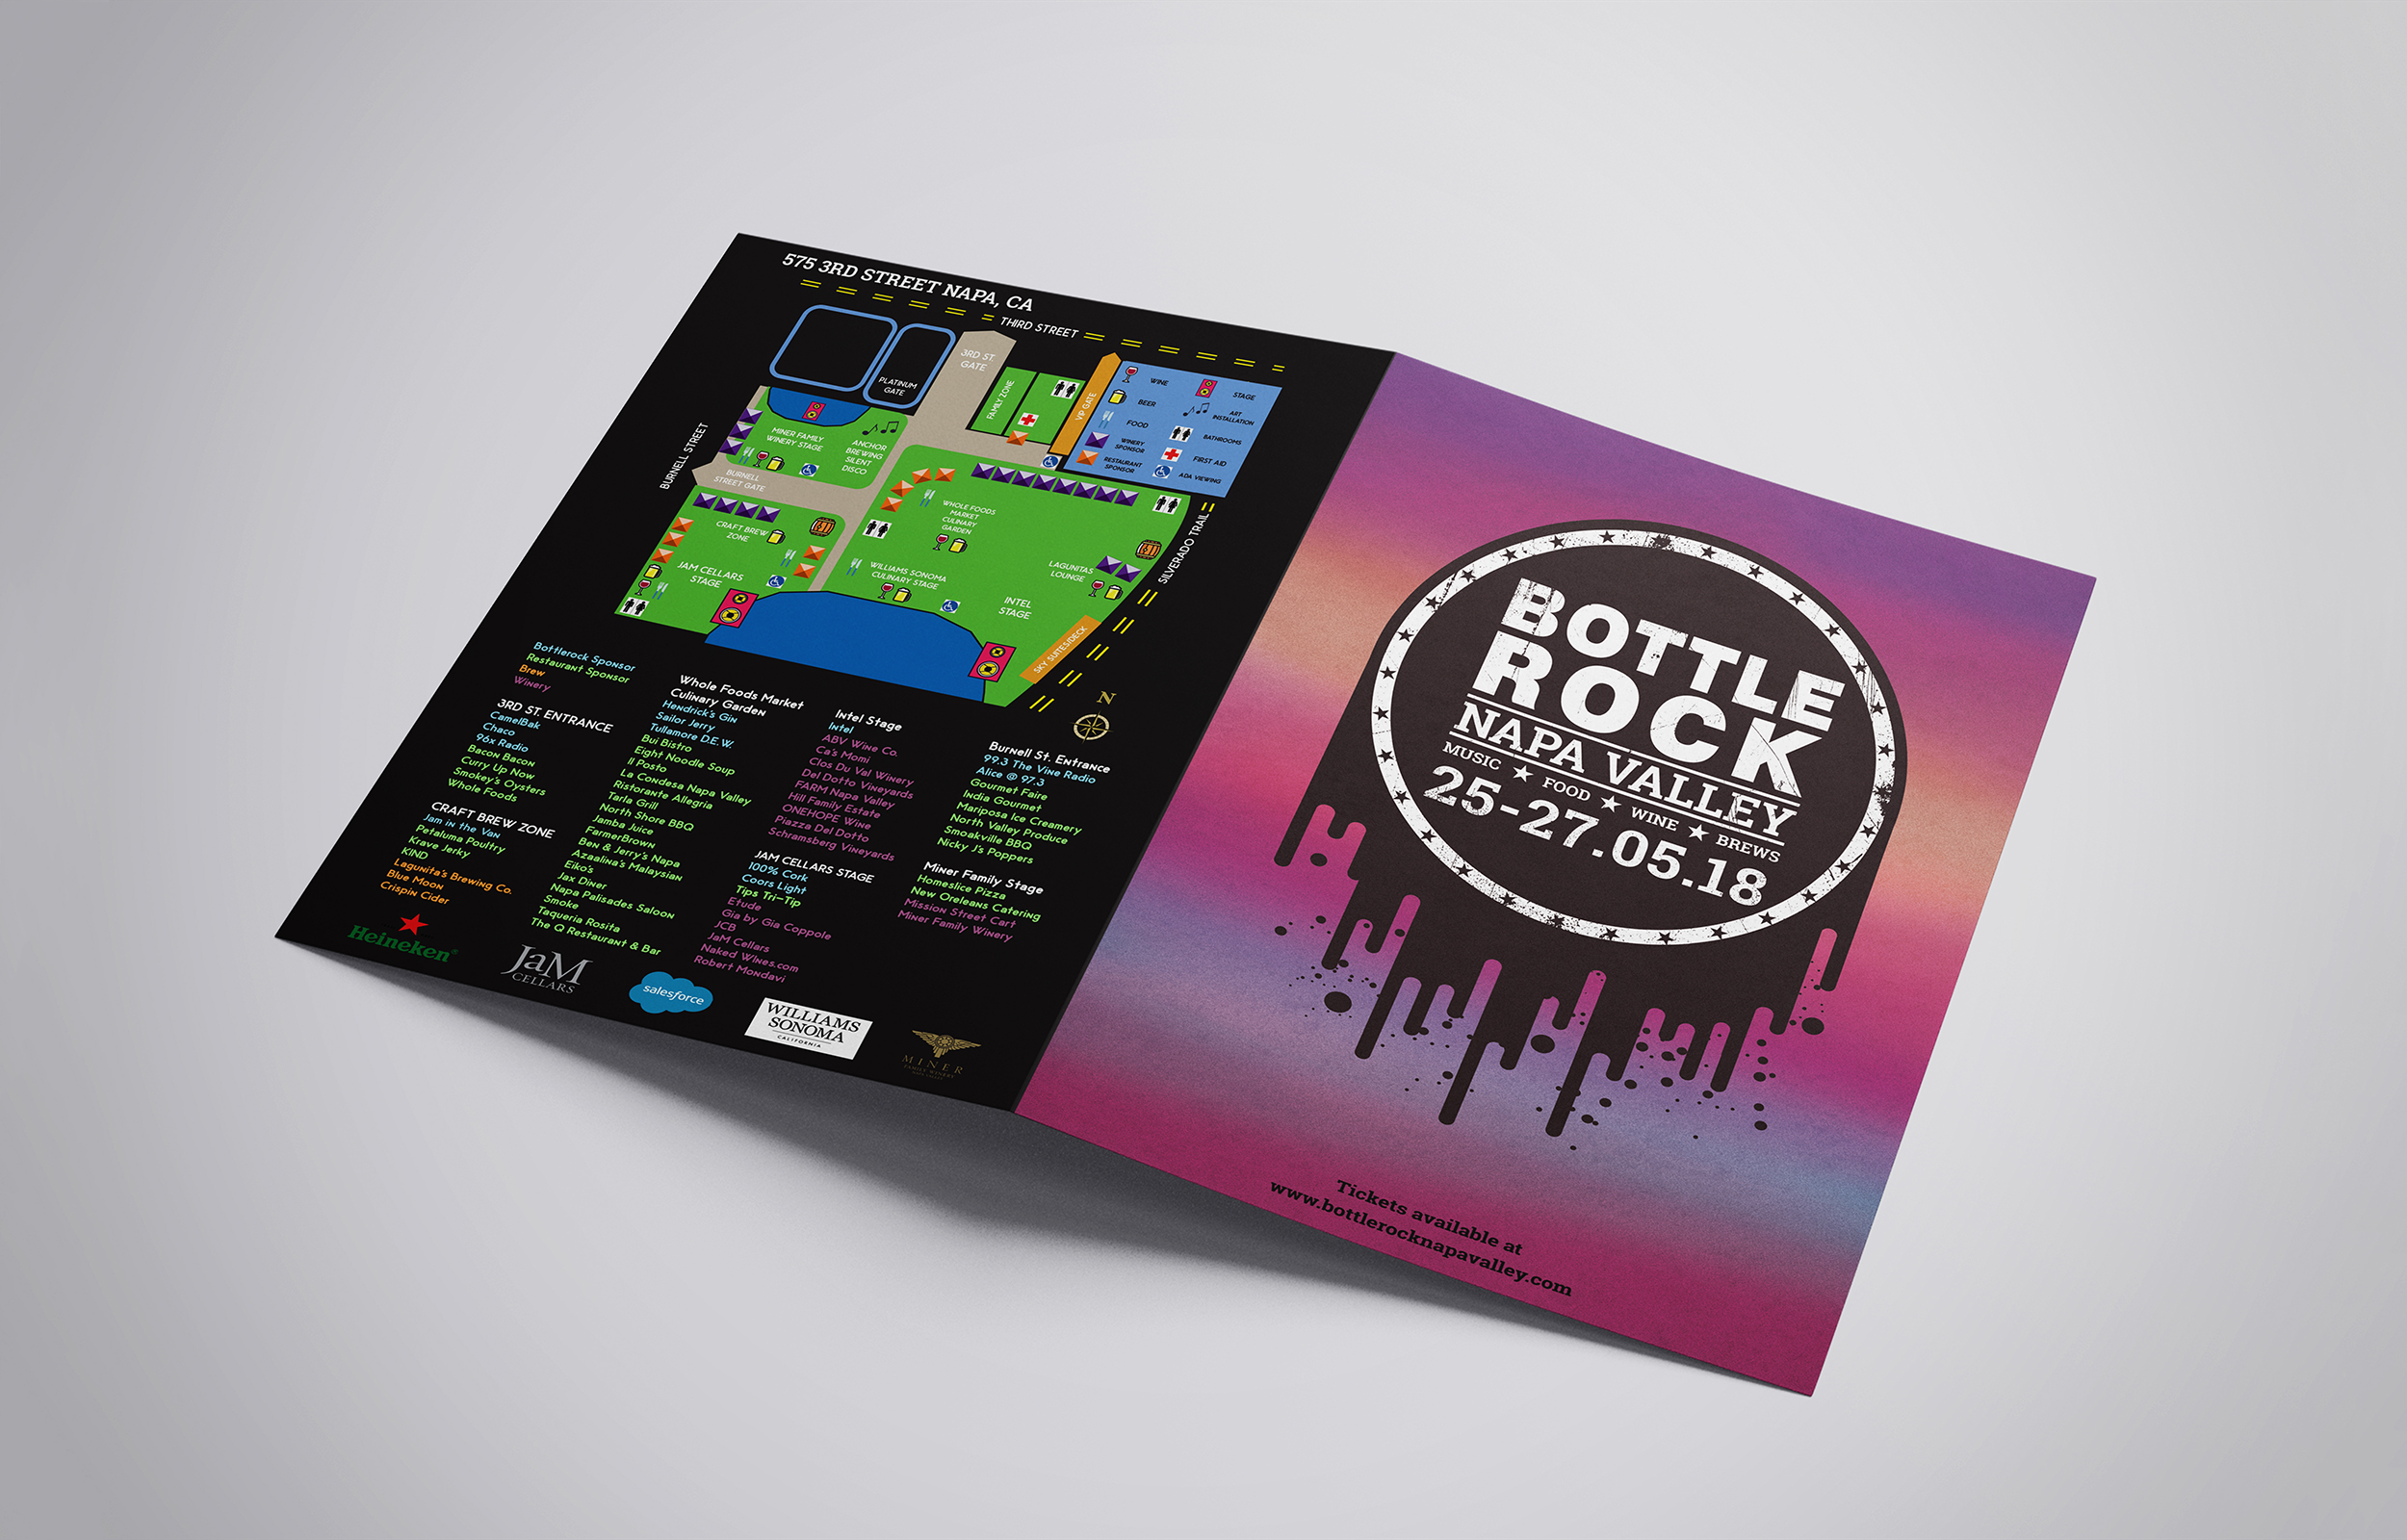 575 3RD STREET NAPA, CA
THIRD STREET
BURNELL STREET
SILVERADO TRAIL
PLATINUM
GATE
3RD ST.
GATE
FAMILY ZONE
VIP GATE
WINE
BEER
FOOD
WINERY
SPONSOR
RESTAURANT
SPONSOR
STAGE
ART
INSTALLATION
BATHROOMS
FIRST AID
ADA VIEWING
MINER FAMILY
WINERY STAGE
ANCHOR
BREWING
SILENT
DISCO
BURNELL
STREET GATE
CRAFT BREW
ZONE
JAM CELLARS
STAGE
WHOLE FOODS
MARKET
CULINARY
GARDEN
WILLIAMS SONOMA
CULINARY STAGE
LAGUNITAS
LOUNGE
INTEL
STAGE
SKY SUITES/DECK
N
Bottlerock Sponsor
Restaurant Sponsor
Brew
Winery
3RD ST. ENTRANCE
CamelBak
Chaco
96x Radio
Bacon Bacon
Curry Up Now
Smokey's Oysters
Whole Foods
CRAFT BREW ZONE
Jam in the Van
Petaluma Poultry
Krave Jerky
KIND
Lagunita's Brewing Co.
Blue Moon
Crispin Cider
Whole Foods Market
Culinary Garden
Hendrick's Gin
Sailor Jerry
Tullamore D.E.W.
Bui Bistro
Eight Noodle Soup
Il Posto
La Condesa Napa Valley
Ristorante Allegria
Tarla Grill
North Shore BBQ
Jamba Juice
FarmerBrown
Ben & Jerry's Napa
Azaalina's Malaysian
Eiko's
Jax Diner
Napa Palisades Saloon
Smoke
Taqueria Rosita
The Q Restaurant & Bar
Intel Stage
Intel
ABV Wine Co.
Ca's Momi
Clos Du Val Winery
Del Dotto Vineyards
FARM Napa Valley
Hill Family Estate
ONEHOPE Wine
Piazza Del Dotto
Schramsberg Vineyards
JAM CELLARS STAGE
100% Cork
Coors Light
Tips Tri-Tip
Etude
Gia by Gia Coppole
JCB
JaM Cellars
Naked Wines.com
Robert Mondavi
Burnell St. Entrance
99.3 The Vine Radio
Alice @ 97.3
Gourmet Faire
India Gourmet
Mariposa Ice Creamery
North Valley Produce
Smoakville BBQ
Nicky J's Poppers
Miner Family Stage
Homeslice Pizza
New Orleans Catering
Mission Street Cart
Miner Family Winery
Heineken®
JaM
CELLARS
salesforce
WILLIAMS
SONOMA
CALIFORNIA
MINER
FAMILY WINERY
BOTTLE
ROCK
NAPA VALLEY
MUSIC ★ FOOD ★ WINE ★ BREWS
25-27.05.18
Tickets available at
www.bottlerocknapavalley.com